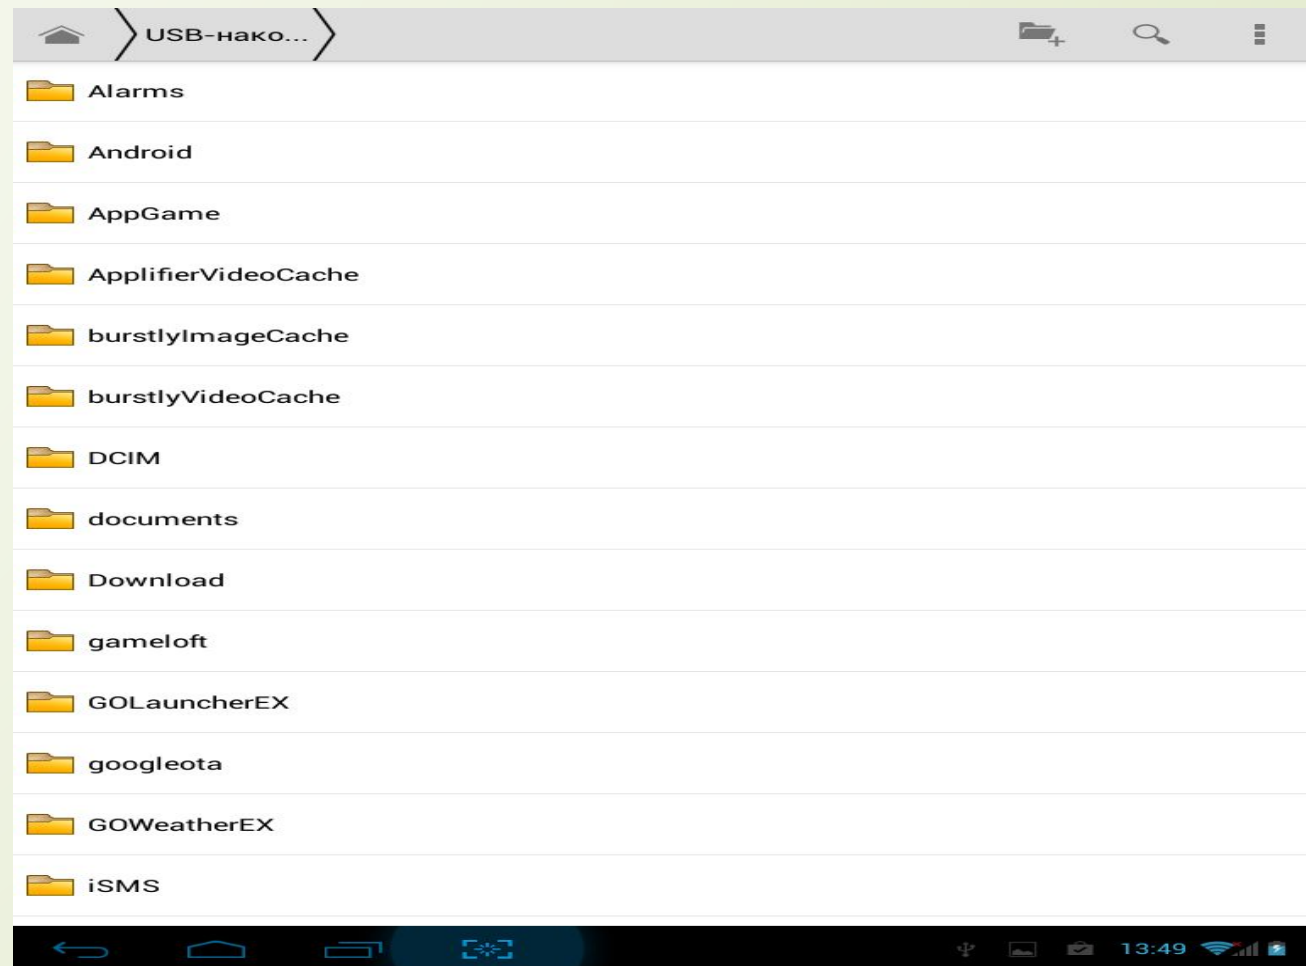 USB-нако...
Alarms
Android
AppGame
ApplifierVideoCache
burstlyImageCache
burstlyVideoCache
DCIM
documents
Download
gameloft
GOLauncherEX
googleota
GOWeatherEX
iSMS
13:49